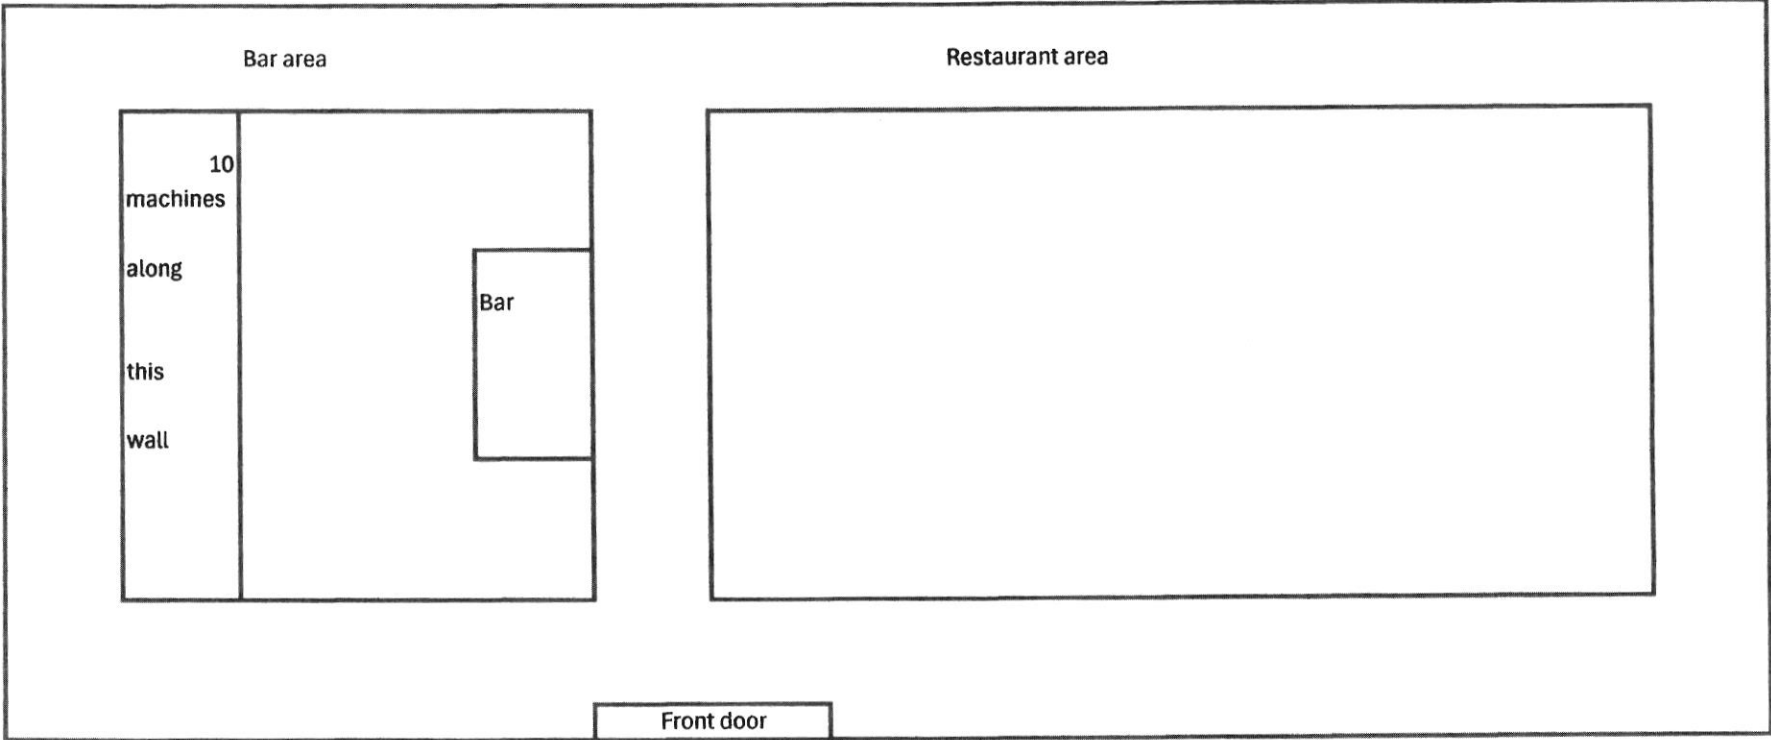 Bar area
Restaurant area
10
machines
along
this
wall
Bar
Front door